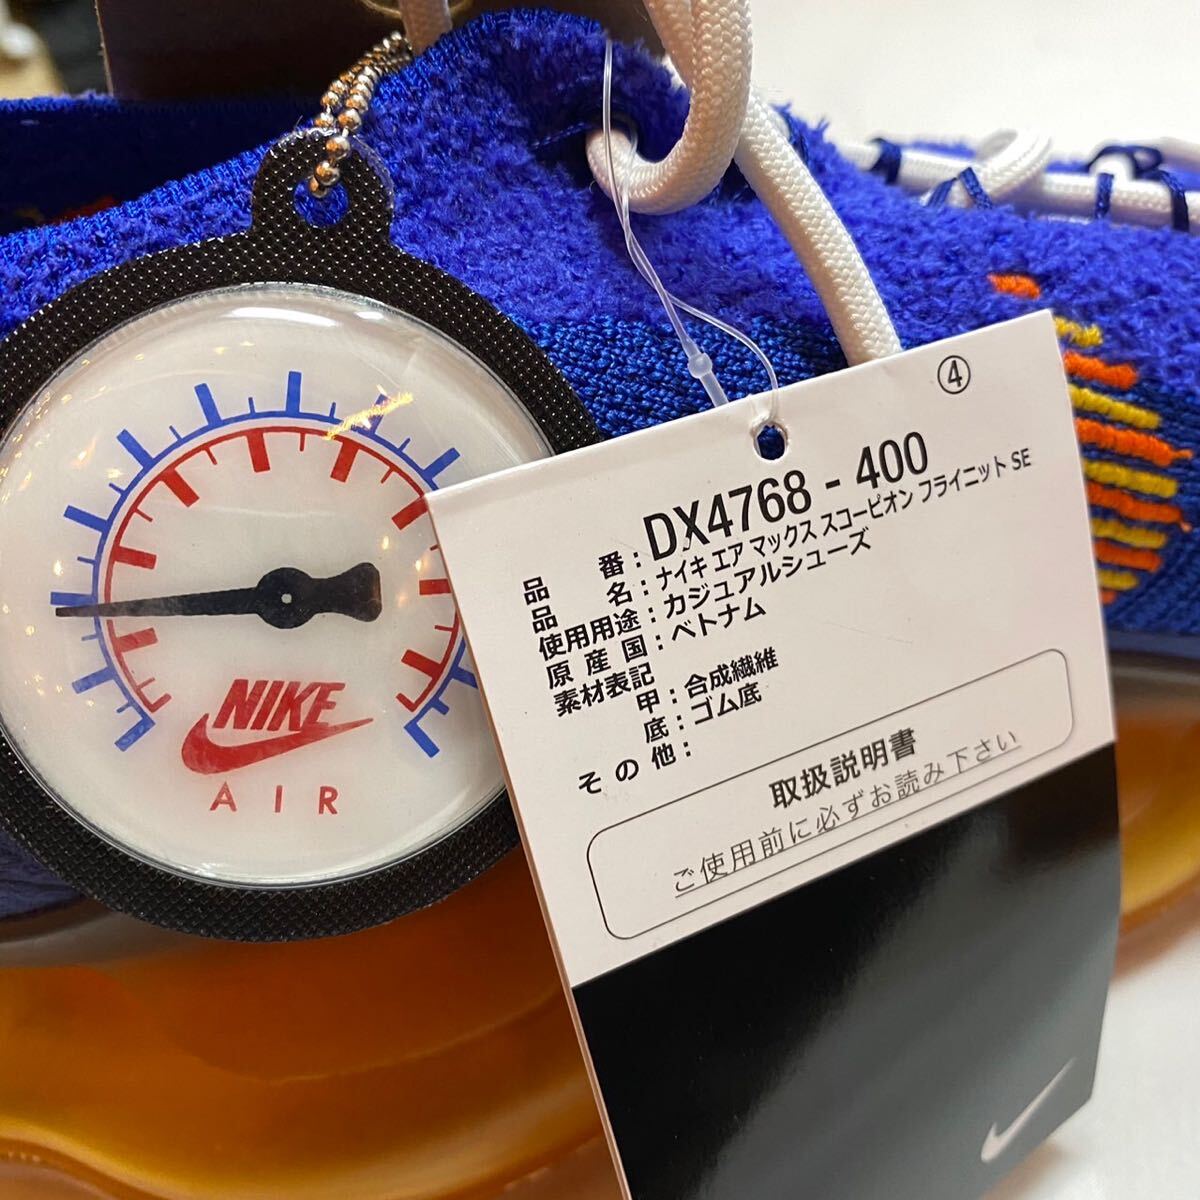 ④
品番：DX4768 - 400
品名：ナイキ エア マックス スコーピオン フライニット SE
使用用途：カジュアルシューズ
原産国：ベトナム
素材表記
甲：合成繊維
底：ゴム底
その他：
取扱説明書
ご使用前に必ずお読み下さい
NIKE
AIR